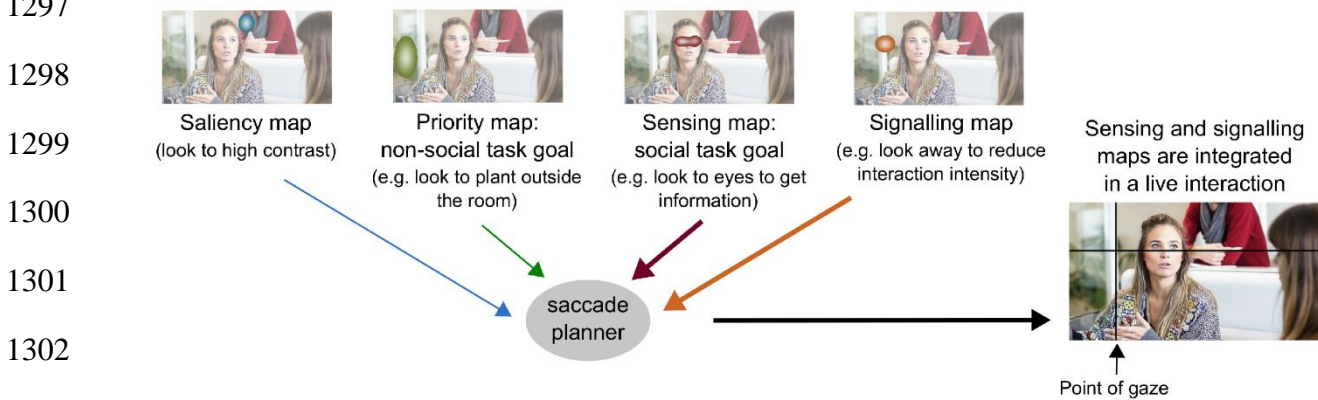 1297
1298
1299
1300
1301
1302
Saliency map
(look to high contrast)
Priority map:
non-social task goal
(e.g. look to plant outside
the room)
Sensing map:
social task goal
(e.g. look to eyes to get
information)
Signalling map
(e.g. look away to reduce
interaction intensity)
Sensing and signalling
maps are integrated
in a live interaction
saccade
planner
Point of gaze